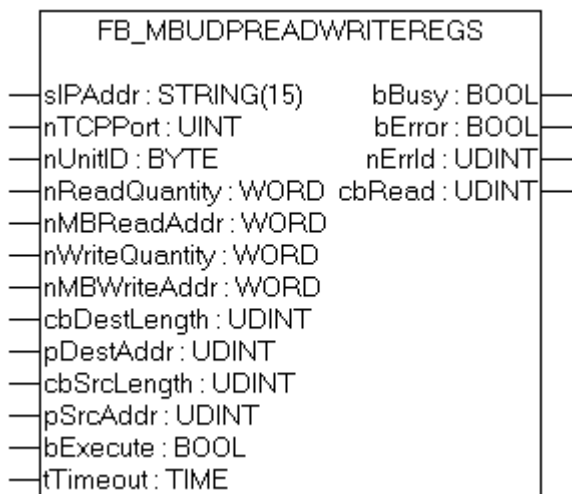 FB_MBUDPREADWRITEREGS
sIPAddr : STRING(15) bBusy : BOOL
nTCPPort : UINT bError : BOOL
nUnitID : BYTE nErrId : UDINT
nReadQuantity : WORD cbRead : UDINT
nMBReadAddr : WORD
nWriteQuantity : WORD
nMBWriteAddr : WORD
cbDestLength : UDINT
pDestAddr : UDINT
cbSrcLength : UDINT
pSrcAddr : UDINT
bExecute : BOOL
tTimeout : TIME